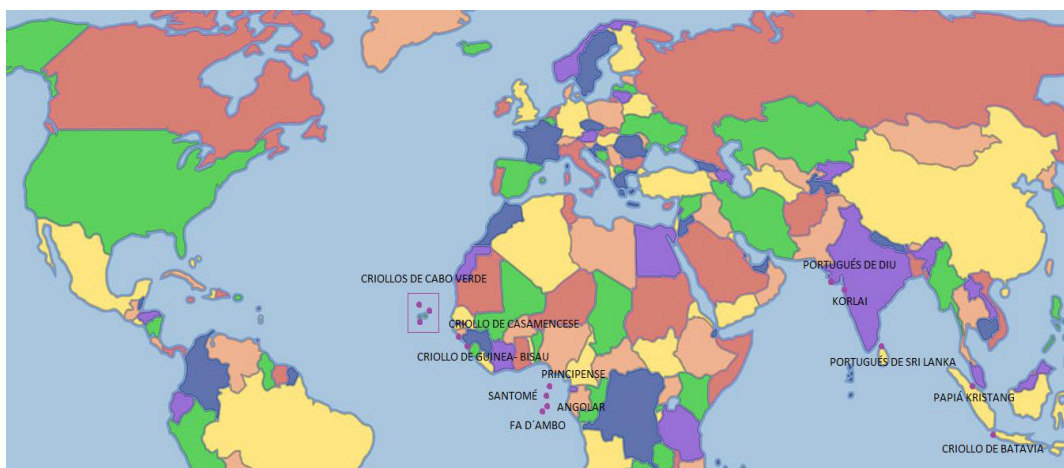 PORTUGUÉS DE DIU
CRIOLLOS DE CABO VERDE
KORLAI
CRIOLLO DE CASAMENCESE
CRIOLLO DE GUINEA- BISAU
PORTUGUÉS DE SRI LANKA
PRINCIPENSE
SANTOMÉ
PAPIÁ KRISTANG
ANGOLAR
FA D´AMBO
CRIOLLO DE BATAVIA